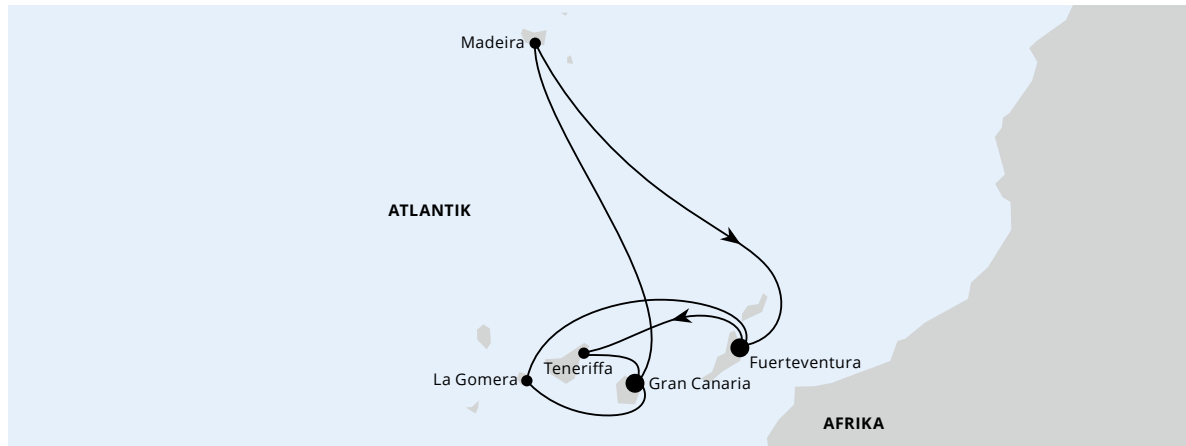 Madeira
ATLANTIK
Fuerteventura
Teneriffa
La Gomera
Gran Canaria
AFRIKA